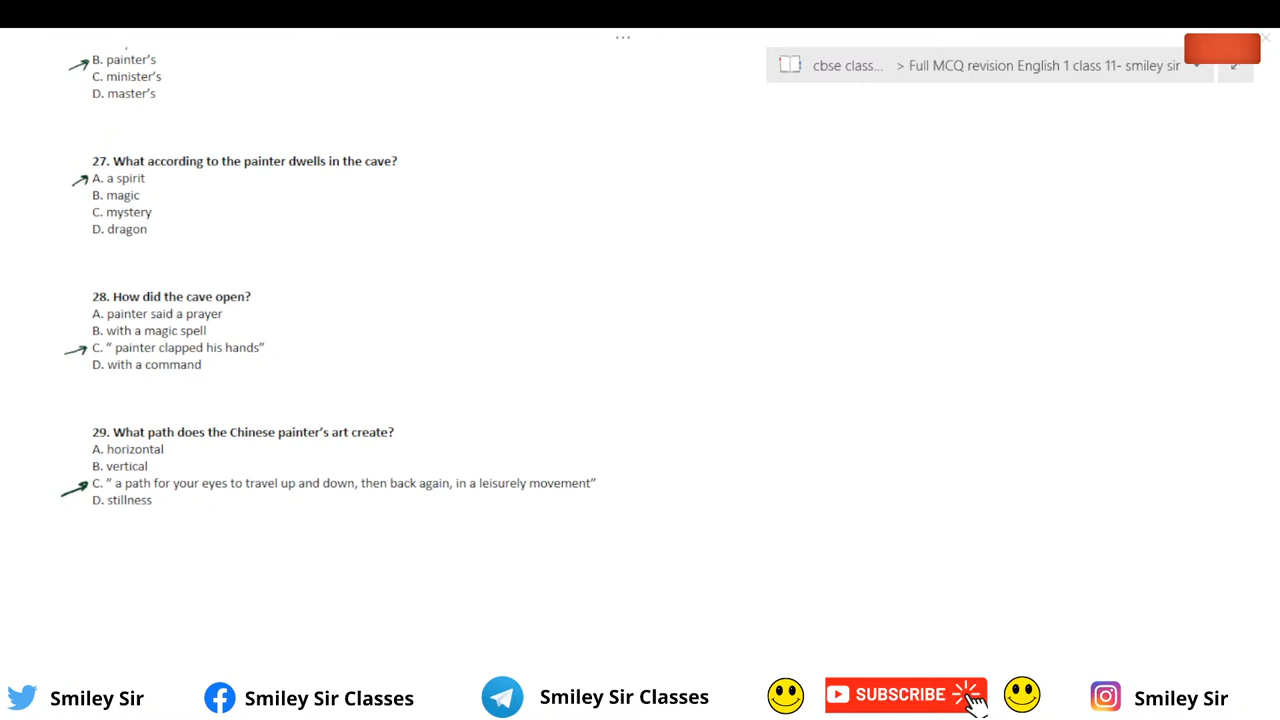 B. painter’s
C. minister’s
D. master’s
cbse class... > Full MCQ revision English 1 class 11- smiley sir
27. What according to the painter dwells in the cave?
A. a spirit
B. magic
C. mystery
D. dragon
28. How did the cave open?
A. painter said a prayer
B. with a magic spell
C. ” painter clapped his hands”
D. with a command
29. What path does the Chinese painter’s art create?
A. horizontal
B. vertical
C. ” a path for your eyes to travel up and down, then back again, in a leisurely movement”
D. stillness
Smiley Sir
Smiley Sir Classes
Smiley Sir Classes
SUBSCRIBE
Smiley Sir